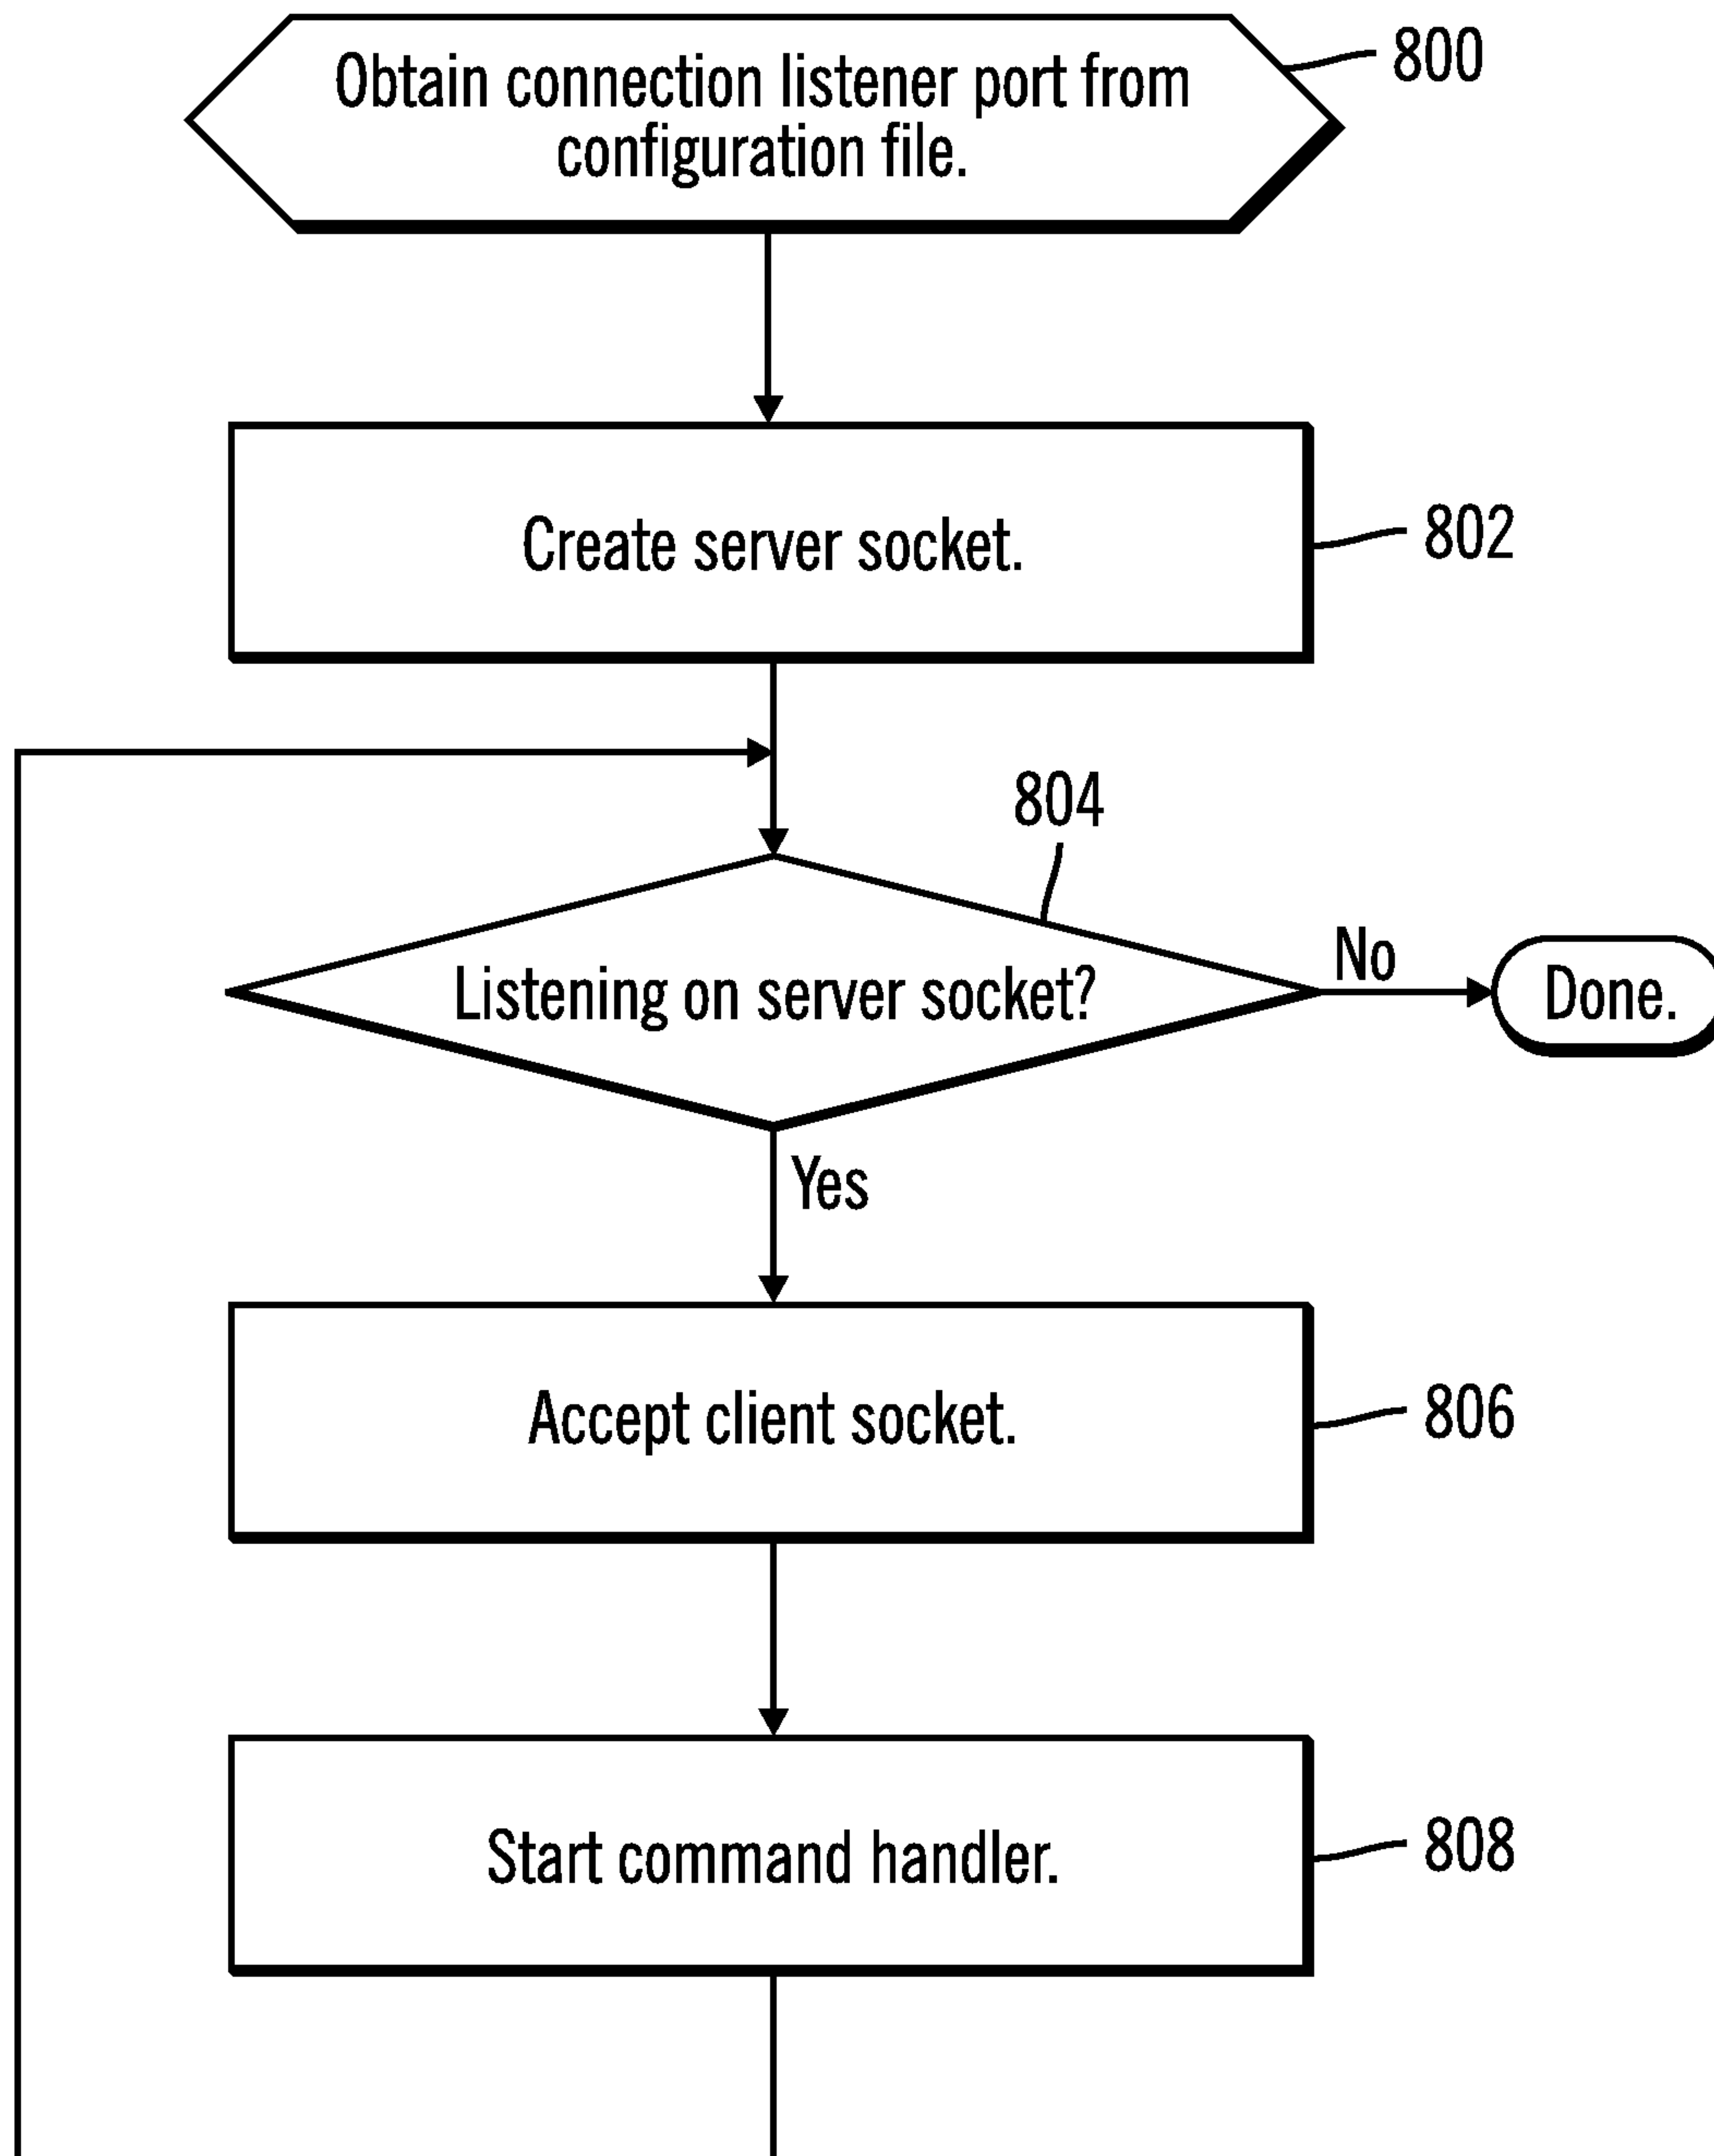 Obtain connection listener port from
configuration file.
800
Create server socket.
802
804
Listening on server socket?
No
Done.
Yes
Accept client socket.
806
Start command handler.
808